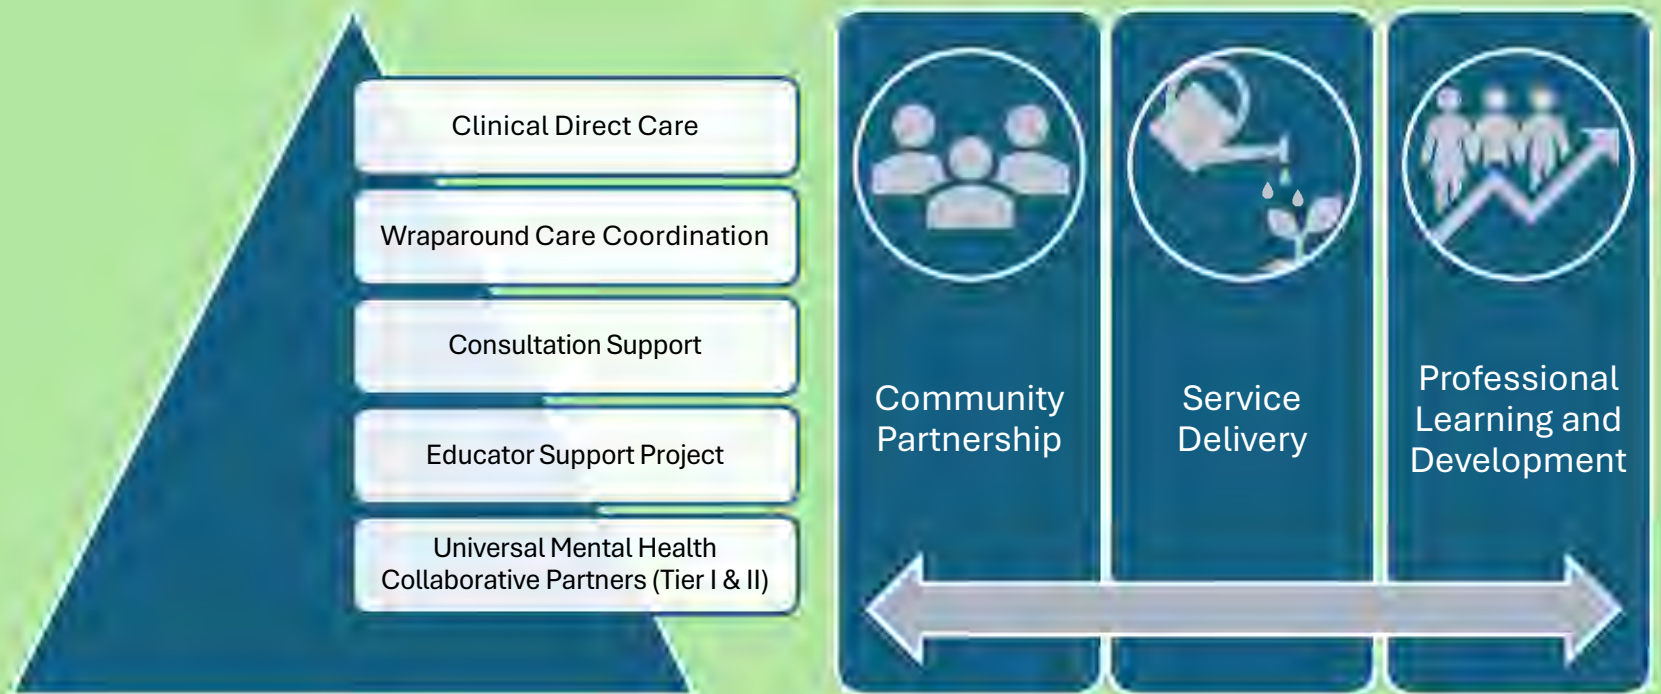 Clinical Direct Care
Wraparound Care Coordination
Consultation Support
Educator Support Project
Universal Mental Health
Collaborative Partners (Tier I & II)
Community
Partnership
Service
Delivery
Professional
Learning and
Development